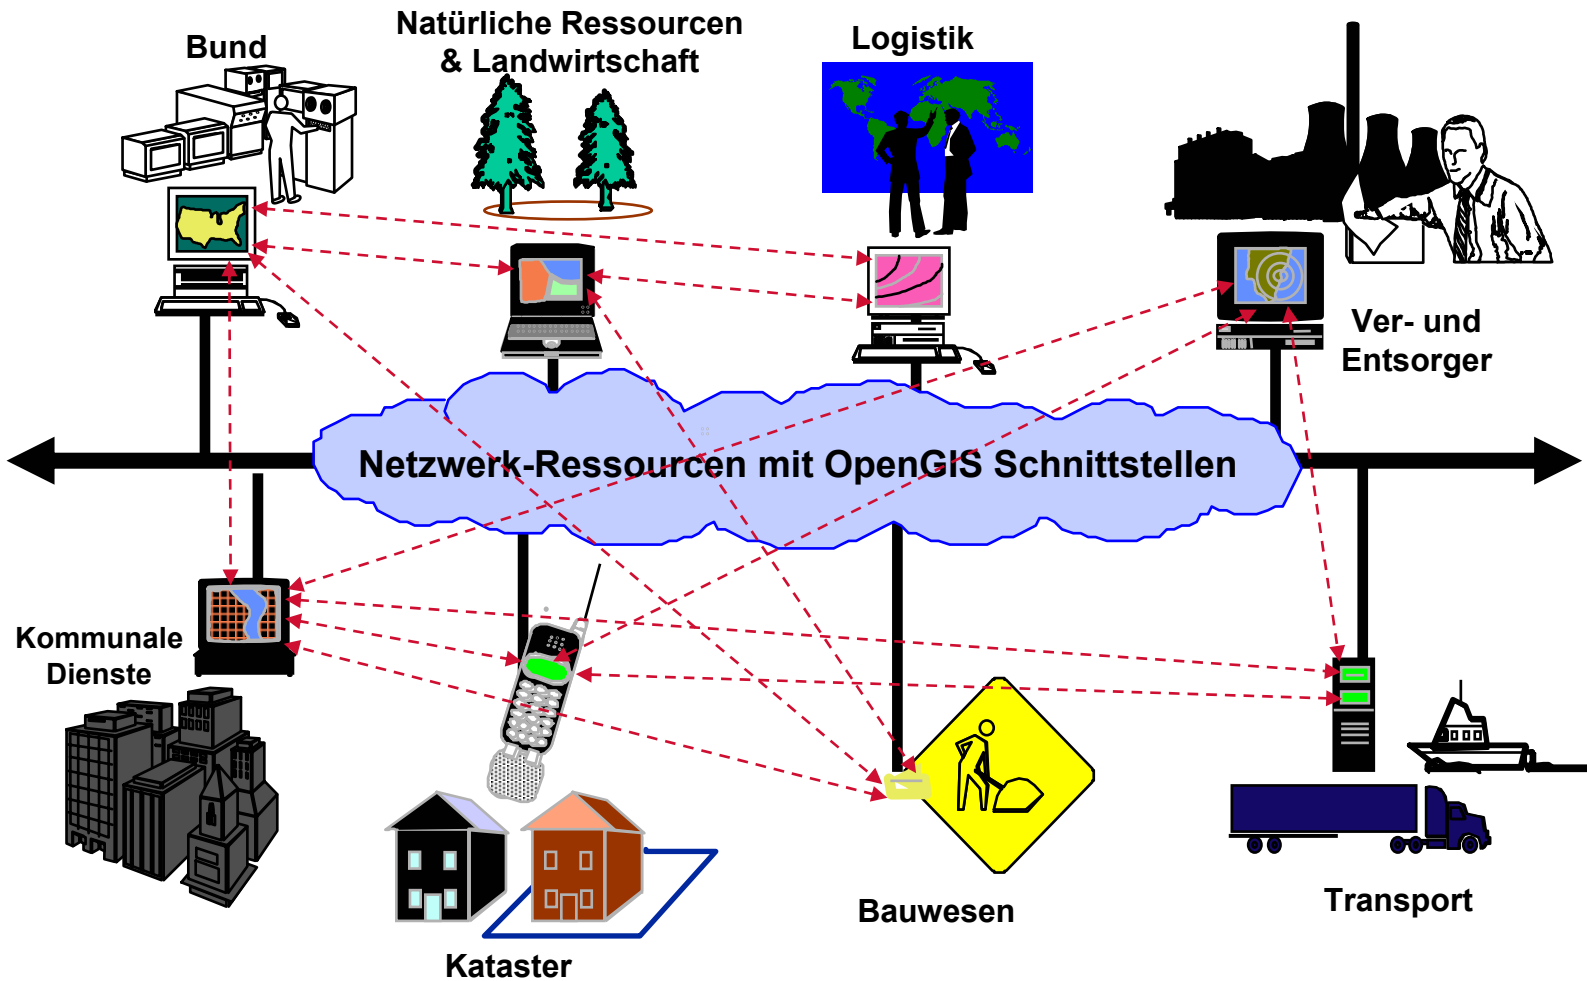 Bund
Natürliche Ressourcen
& Landwirtschaft
Logistik
Ver- und
Entsorger
Netzwerk-Ressourcen mit OpenGIS Schnittstellen
Kommunale
Dienste
Kataster
Bauwesen
Transport